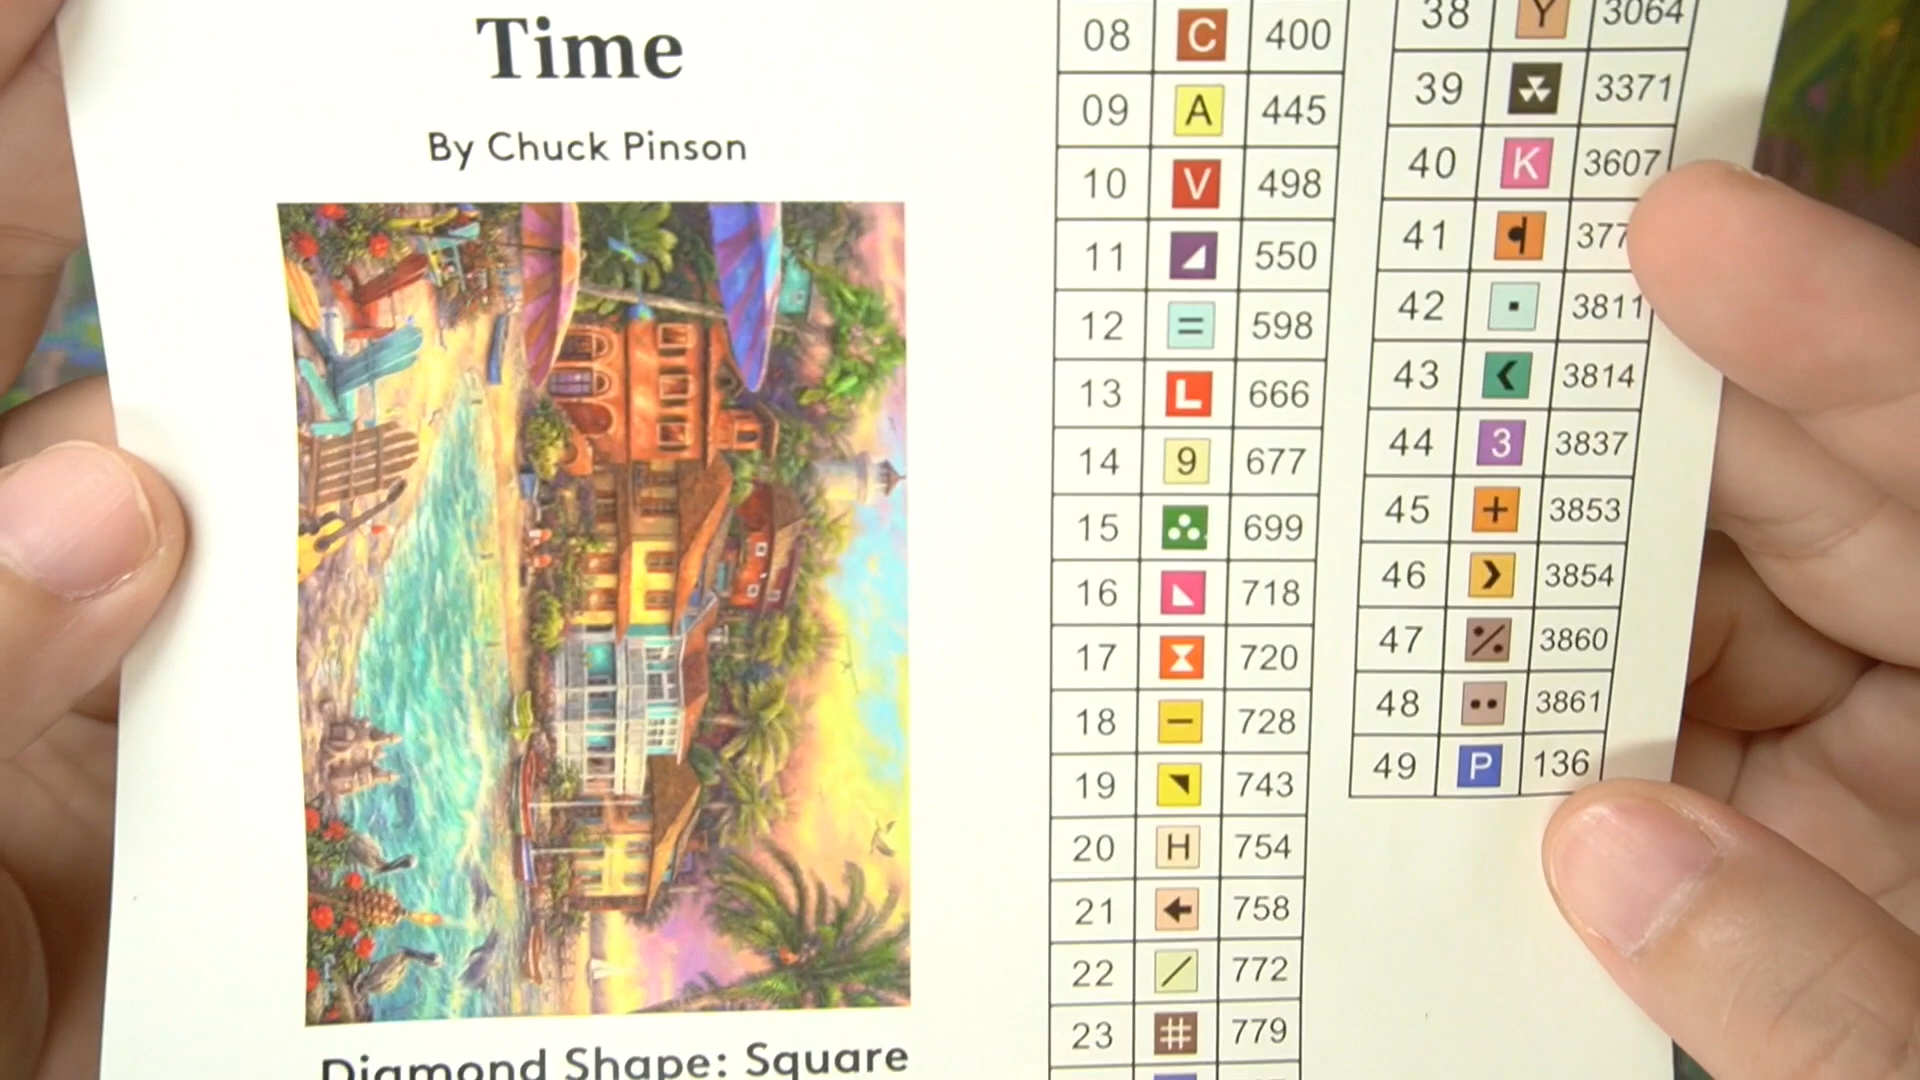 Time
By Chuck Pinson
Diamond Shape: Square
08 C 400
09 A 445
10 V 498
11 550
12 = 598
13 L 666
14 9 677
15 699
16 718
17 720
18 – 728
19 743
20 H 754
21 758
22 / 772
23 # 779
38 Y 3064
39 3371
40 K 3607
41 377
42 3811
43 3814
44 3 3837
45 + 3853
46 3854
47 3860
48 3861
49 P 136